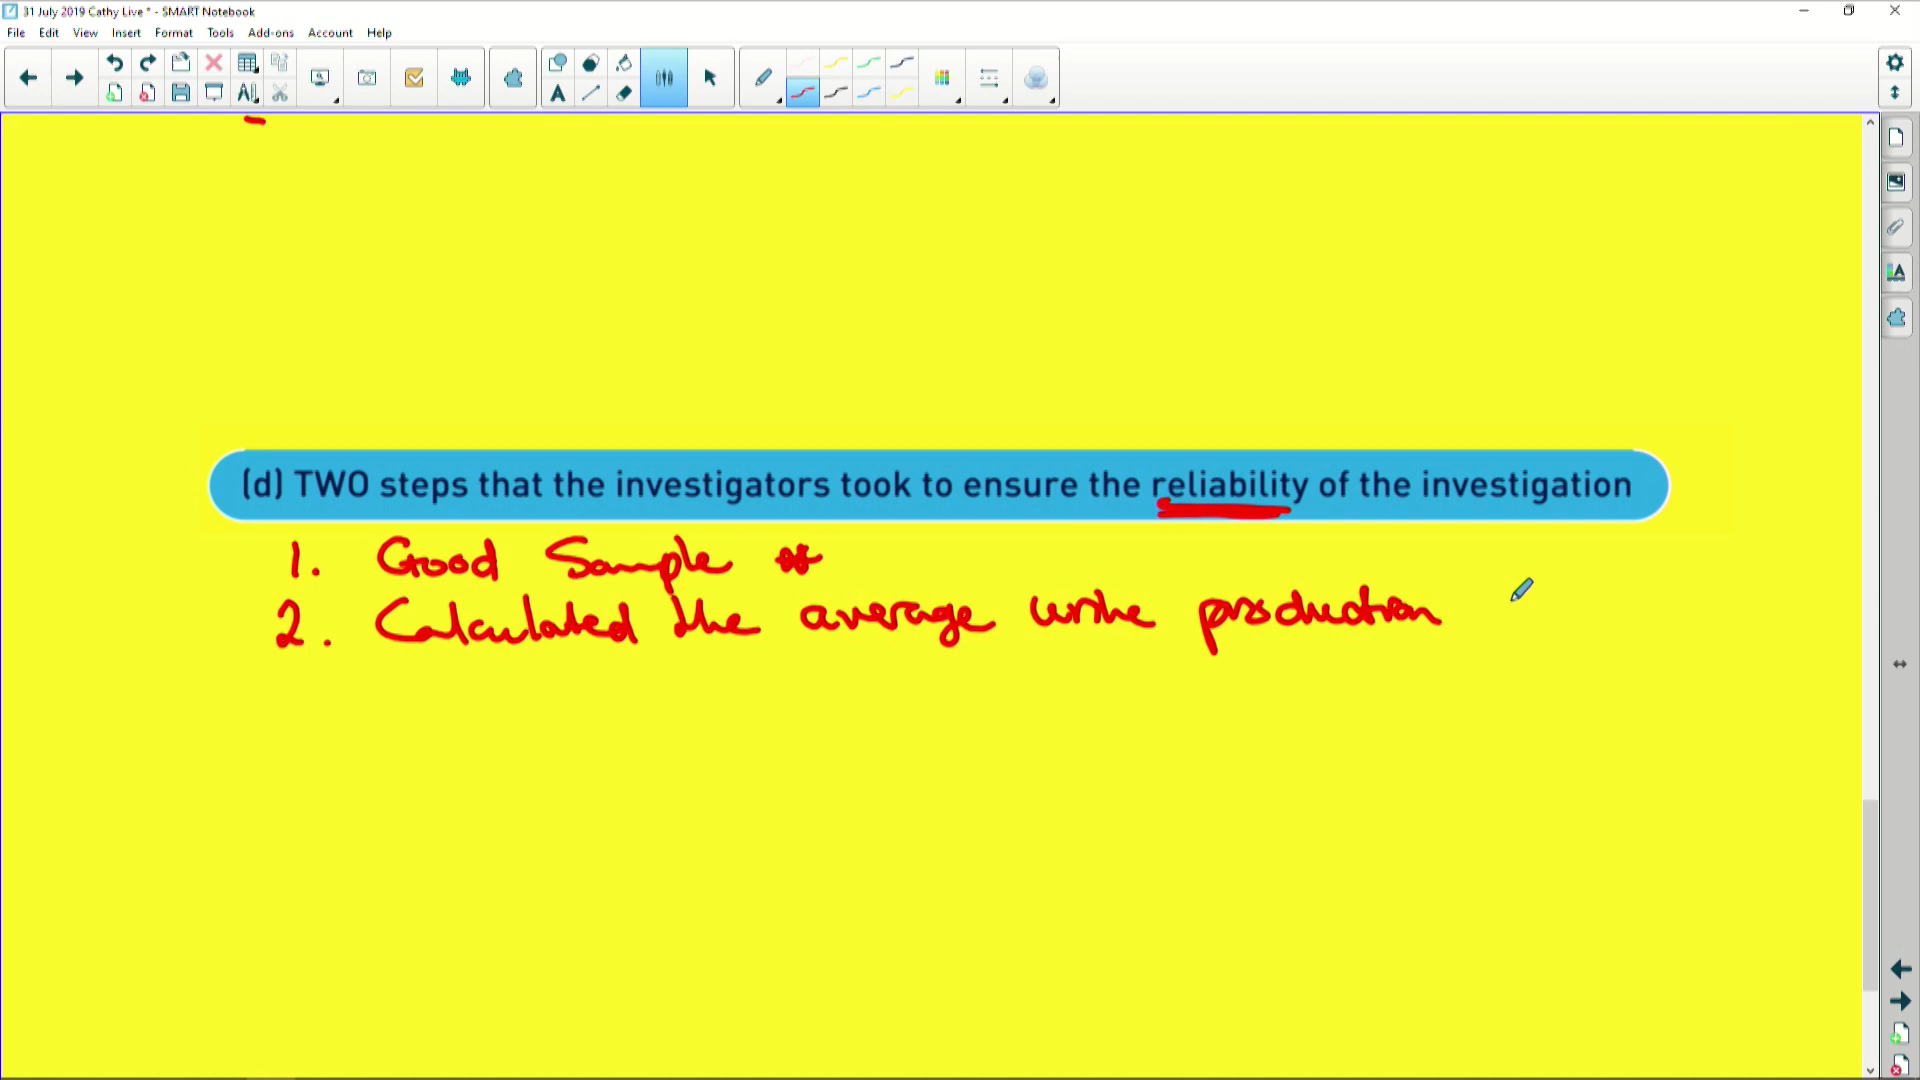 31 July 2019 Cathy Live * - SMART Notebook
File Edit View Insert Format Tools Add-ons Account Help
(d) TWO steps that the investigators took to ensure the reliability of the investigation
1. Good Sample
2. Calculated the average urine production